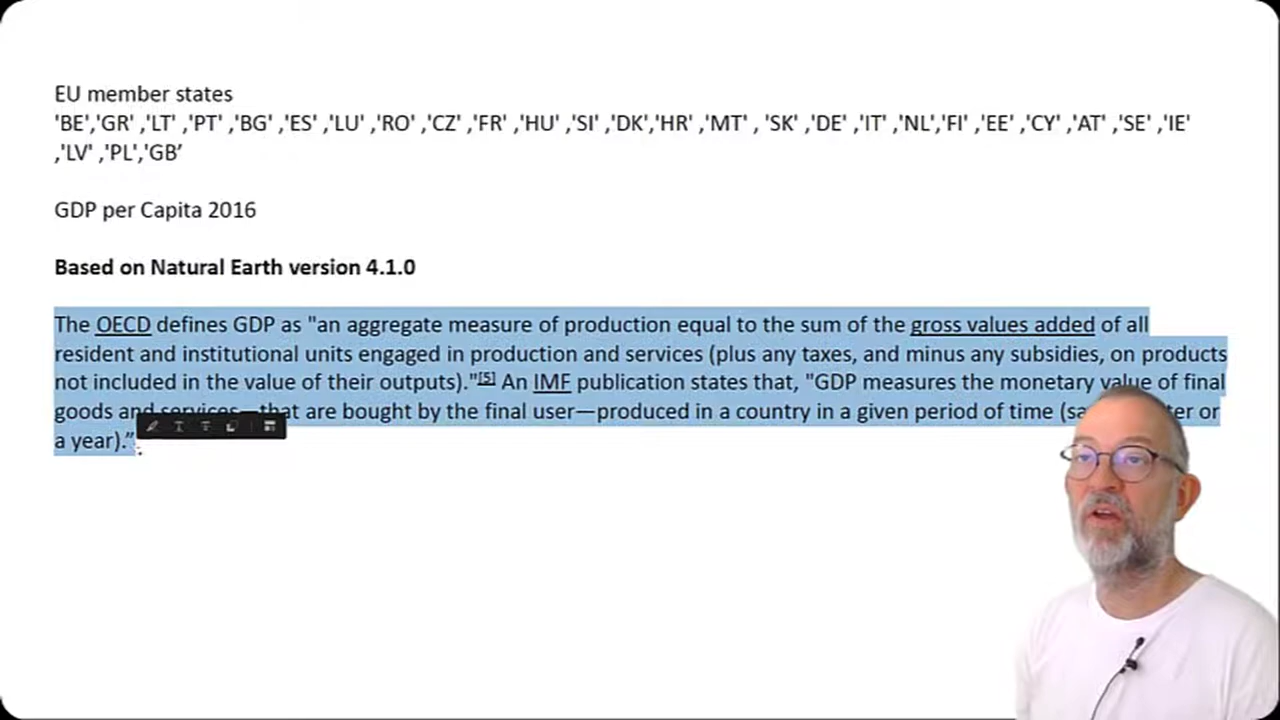 EU member states
'BE','GR' ,'LT' ,'PT' ,'BG' ,'ES' ,'LU' ,'RO' ,'CZ' ,'FR' ,'HU' ,'SI' ,'DK','HR' ,'MT' , 'SK' ,'DE' ,'IT' ,'NL','FI' ,'EE' ,'CY' ,'AT' ,'SE' ,'IE'
,'LV' ,'PL','GB’
GDP per Capita 2016
Based on Natural Earth version 4.1.0
The OECD defines GDP as "an aggregate measure of production equal to the sum of the gross values added of all
resident and institutional units engaged in production and services (plus any taxes, and minus any subsidies, on products
not included in the value of their outputs)."[5] An IMF publication states that, "GDP measures the monetary value of final
goods and services—that are bought by the final user—produced in a country in a given period of time (or
a year).”